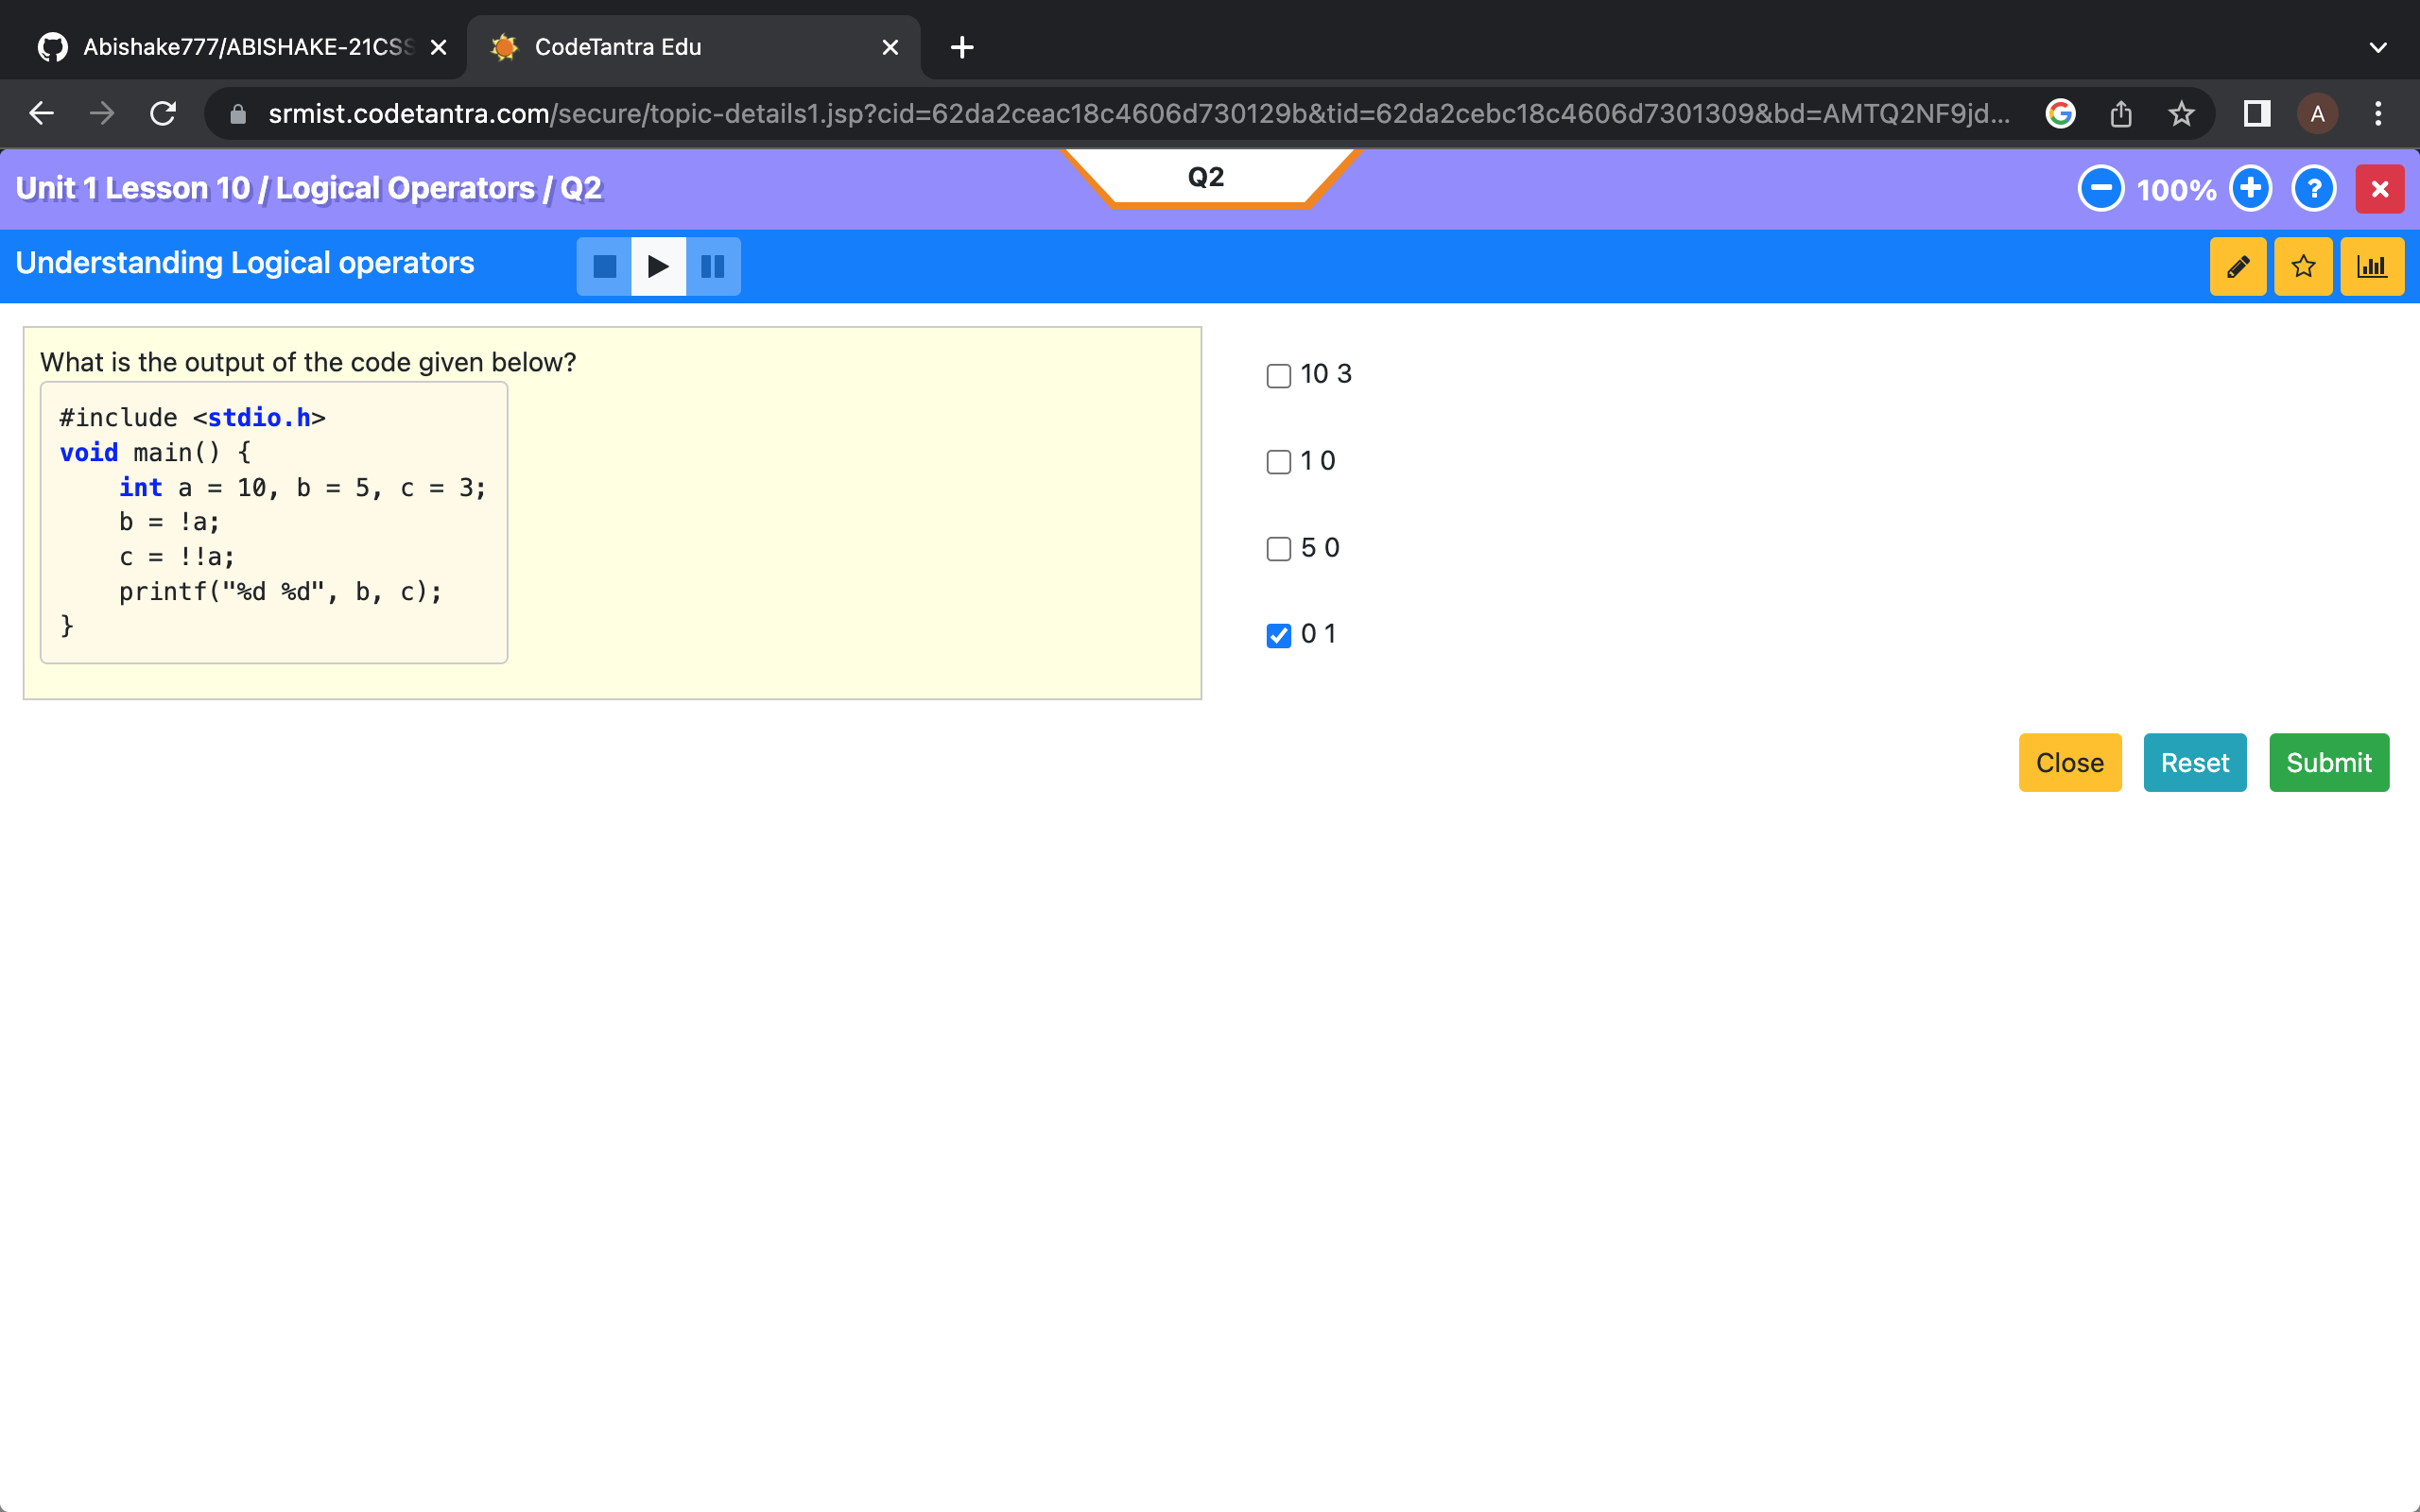 Abishake777/ABISHAKE-21CSS
CodeTantra Edu
srmist.codetantra.com/secure/topic-details1.jsp?cid=62da2ceac18c4606d730129b&tid=62da2cebc18c4606d7301309&bd=AMTQ2NF9jd...
A
Unit 1 Lesson 10 / Logical Operators / Q2
Q2
100%
?
Understanding Logical operators
What is the output of the code given below?
#include <stdio.h>
void main() {
    int a = 10, b = 5, c = 3;
    b = !a;
    c = !!a;
    printf("%d %d", b, c);
}
10 3
1 0
5 0
0 1
Close
Reset
Submit